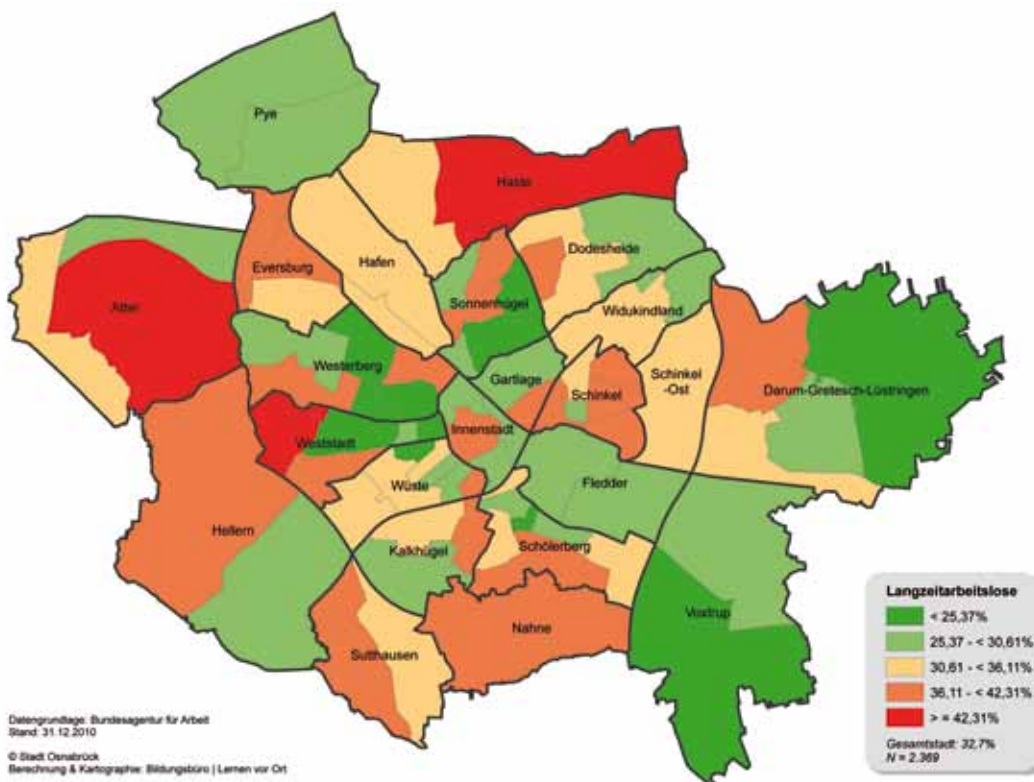 Pye
Haste
Dodesheide
Hafen
Eversburg
Atter
Sonnenhügel
Widukindland
Westerberg
Gartlage
Schinkel
Schinkel
-Ost
Darum-Gretesch-Lüstringen
Weststadt
Innenstadt
Wüste
Fledder
Hellern
Kalkhügel
Schölerberg
Voxtrup
Nahne
Sutthausen
Langzeitarbeitslose
< 25,37%
25,37 - < 30,61%
30,61 - < 36,11%
36,11 - < 42,31%
> = 42,31%
Gesamtstadt: 32,7%
N = 2.369
Datengrundlage: Bundesagentur für Arbeit
Stand: 31.12.2010
© Stadt Osnabrück
Berechnung & Kartographie: Bildungsbüro | Lernen vor Ort